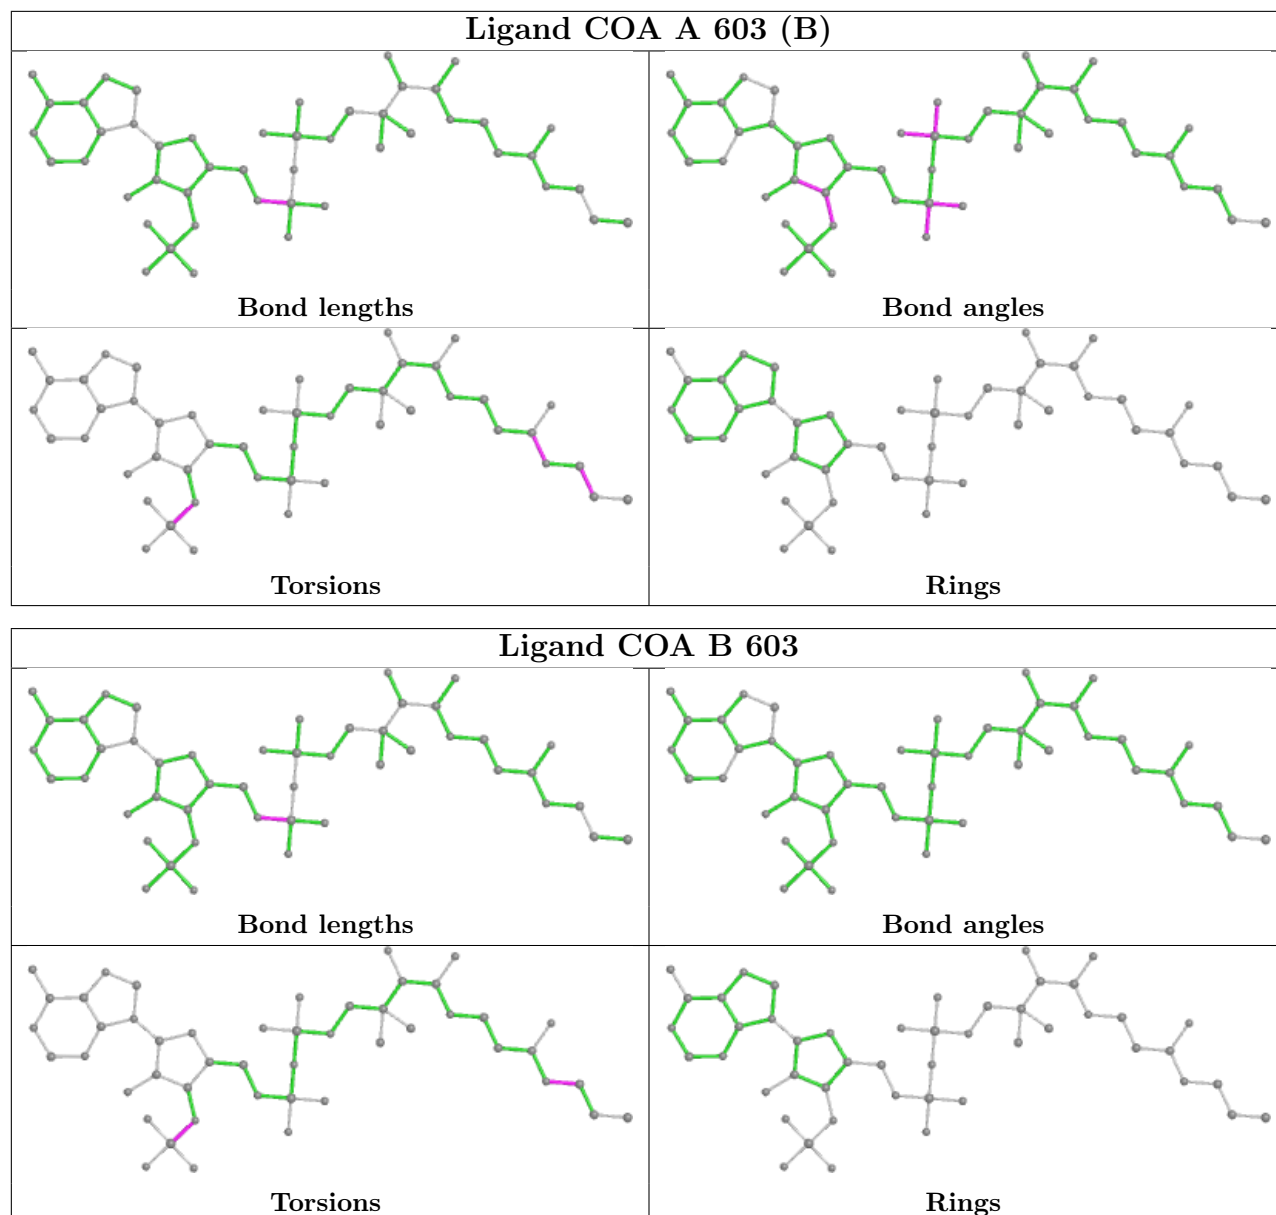 Ligand COA A 603 (B)
Bond lengths
Bond angles
Torsions
Rings
Ligand COA B 603
Bond lengths
Bond angles
Torsions
Rings